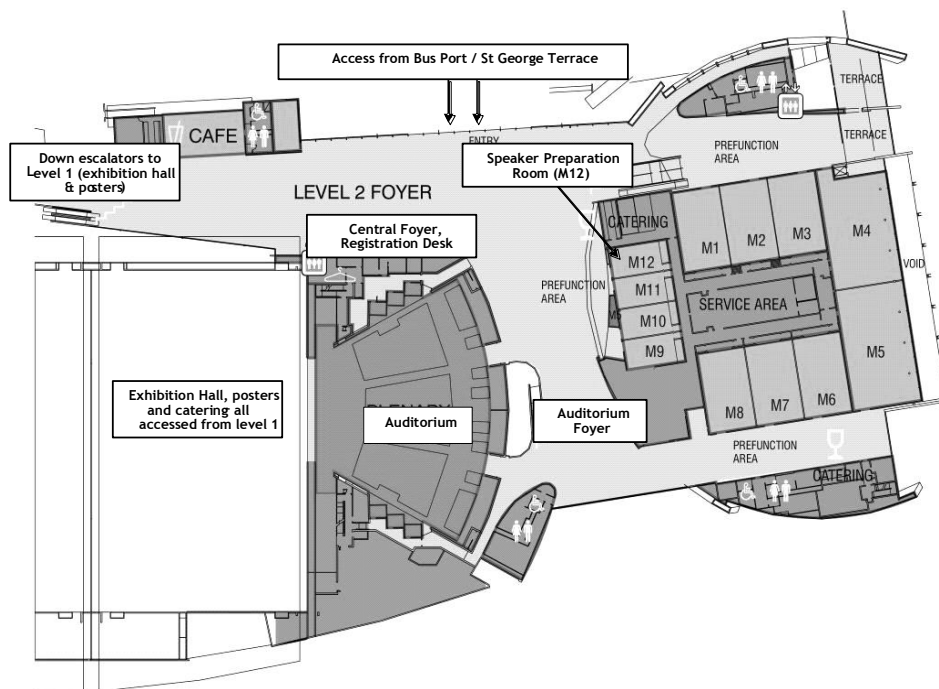 Access from Bus Port / St George Terrace
TERRACE
CAFE
ENTRY
TERRACE
PREFUNCTION
AREA
Down escalators to
Level 1 (exhibition hall
& posters)
Speaker Preparation
Room (M12)
LEVEL 2 FOYER
CATERING
Central Foyer,
Registration Desk
M1
M2
M3
M4
M12
VOID
PREFUNCTION
AREA
M11
SERVICE AREA
M10
M9
M5
Exhibition Hall, posters
and catering all
accessed from level 1
Auditorium
Auditorium
Foyer
M8
M7
M6
PREFUNCTION
AREA
CATERING